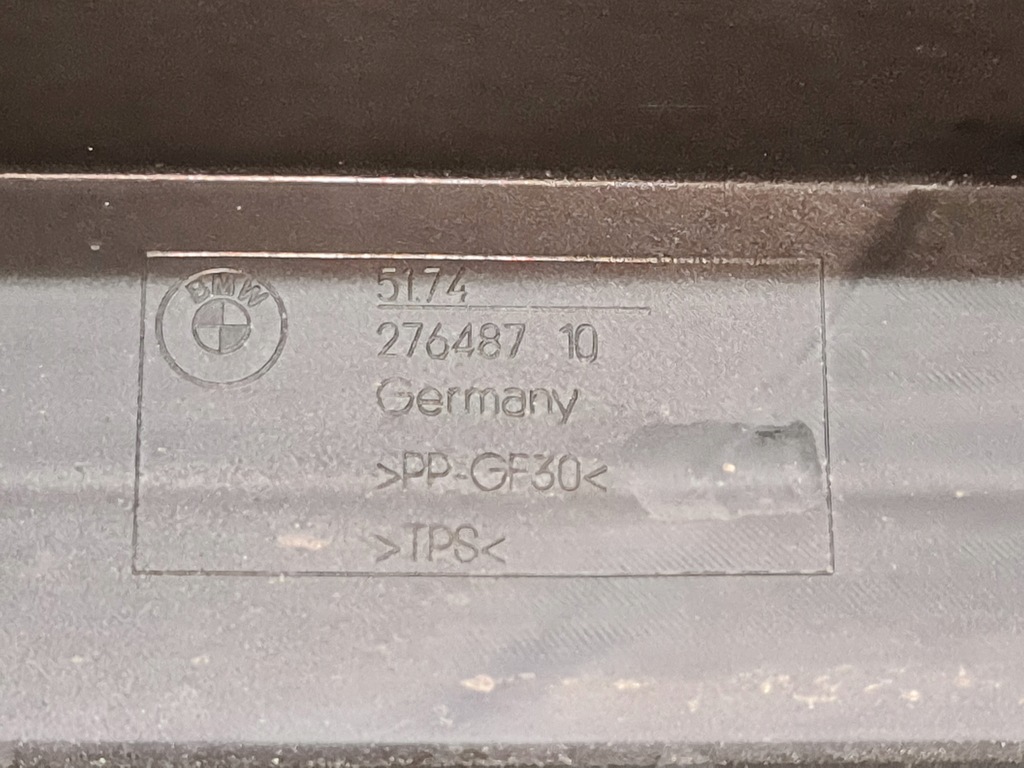 BMW
51.74
276487 10
Germany
>PP-GF30<
>TPS<